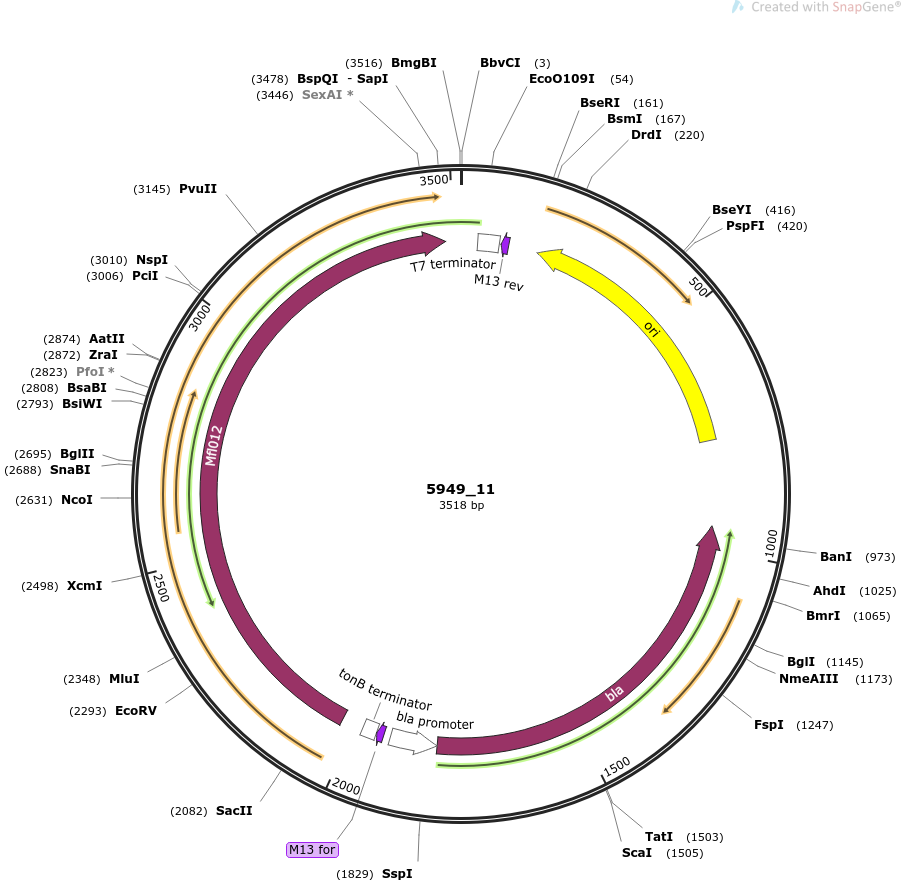 Created with SnapGene®
(3516) BmgBI
BbvCI (3)
(3478) BspQI - SapI
EcoO109I (54)
(3446) SexAI *
BseRI (161)
BsmI (167)
DrdI (220)
3500
(3145) PvuII
BseYI (416)
PspFI (420)
(3010) NspI
(3006) PciI
T7 terminator
M13 rev
500
3000
ori
(2874) AatII
(2872) ZraI
(2823) PfoI *
(2808) BsaBI
(2793) BsiWI
Mfl012
(2695) BglII
(2688) SnaBI
(2631) NcoI
5949_11
3518 bp
1000
BanI (973)
(2498) XcmI
2500
AhdI (1025)
BmrI (1065)
BglI (1145)
NmeAIII (1173)
(2348) MluI
(2293) EcoRV
tonB terminator
bla promoter
bla
FspI (1247)
1500
2000
(2082) SacII
TatI (1503)
ScaI (1505)
M13 for
(1829) SspI